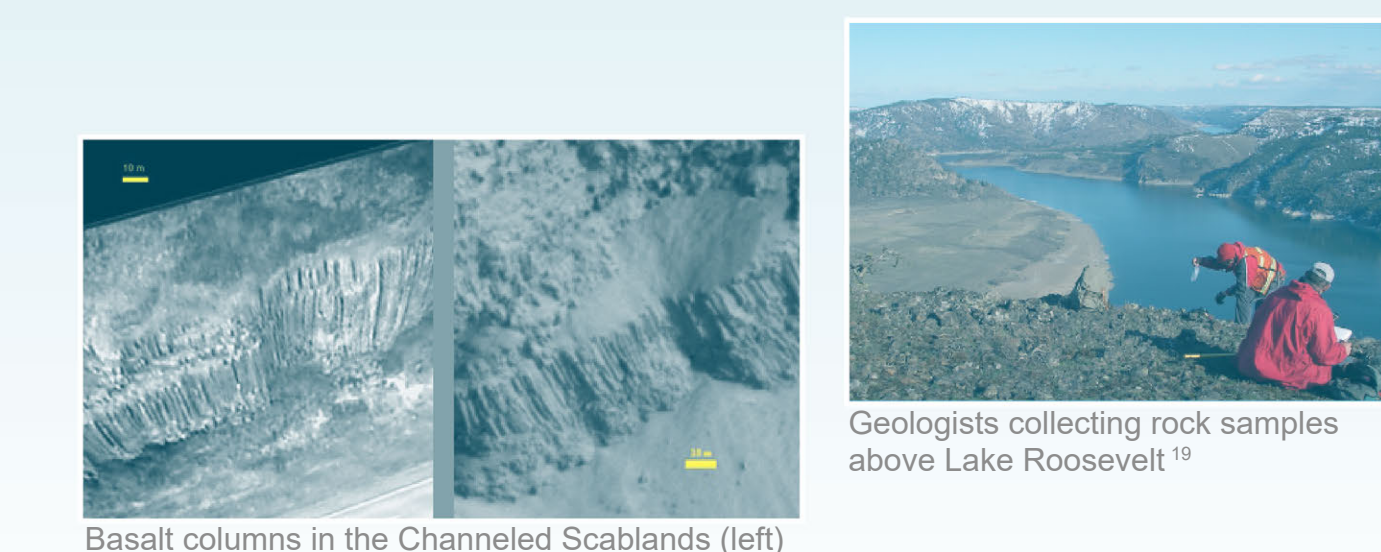 10 m
38 m
Basalt columns in the Channeled Scablands (left)
Geologists collecting rock samples
above Lake Roosevelt 19